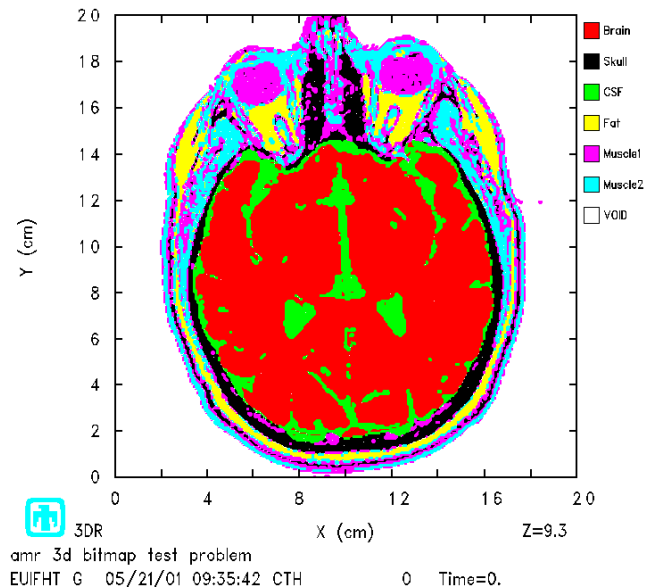 20
18
16
14
12
10
8
6
4
2
0
Y (cm)
Brain
Skull
CSF
Fat
Muscle1
Muscle2
VOID
0 4 8 12 16 20
3DR X (cm) Z=9.3
amr 3d bitmap test problem
EUIFHT G 05/21/01 09:35:42 CTH 0 Time=0.